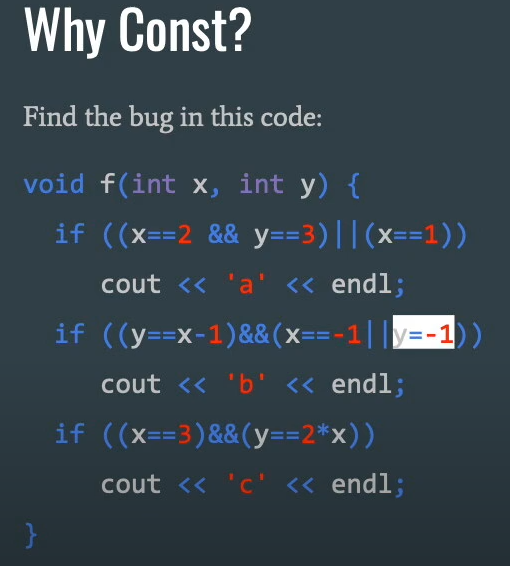 Why Const?
Find the bug in this code:
void f(int x, int y) {
if ((x==2 && y==3)||(x==1))
cout << 'a' << endl;
if ((y==x-1)&&(x==-1||y=-1))
cout << 'b' << endl;
if ((x==3)&&(y==2*x))
cout << 'c' << endl;
}